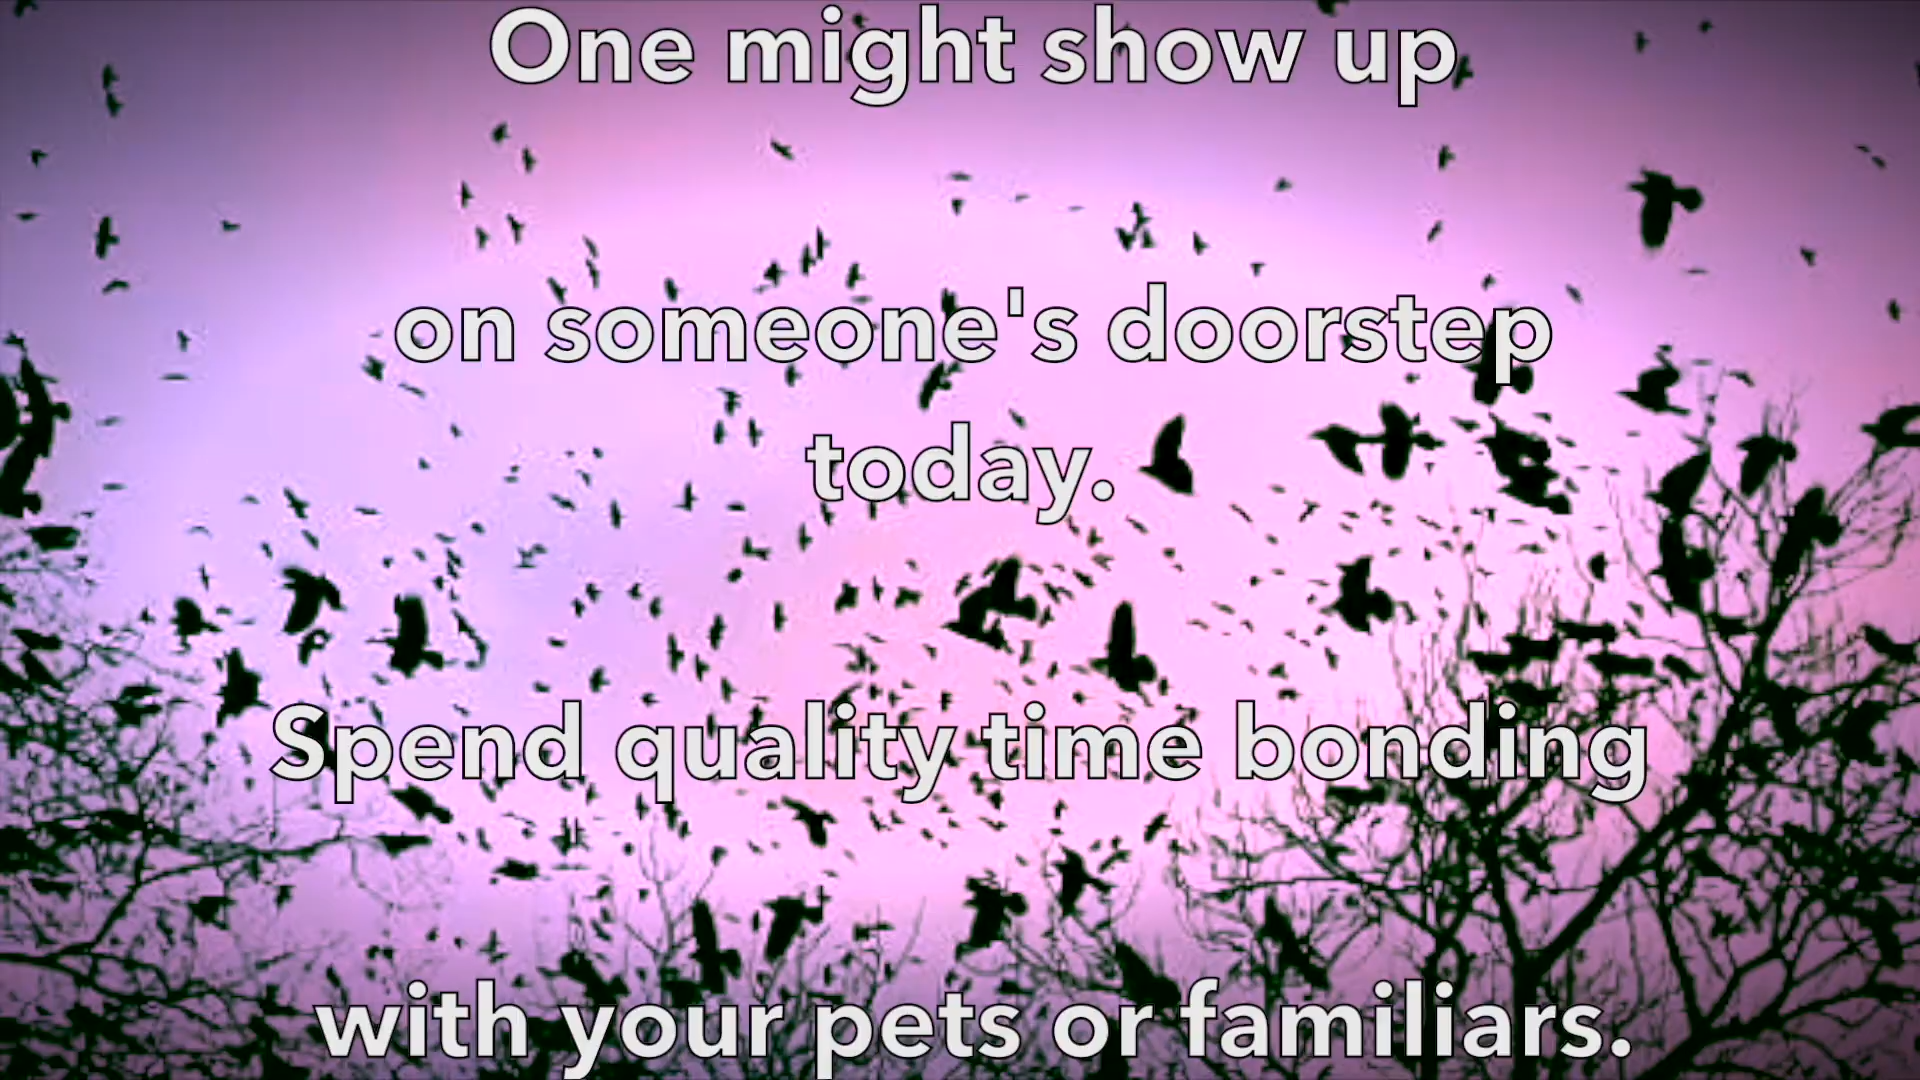 One might show up
on someone's doorstep
today.
Spend quality time bonding
with your pets or familiars.